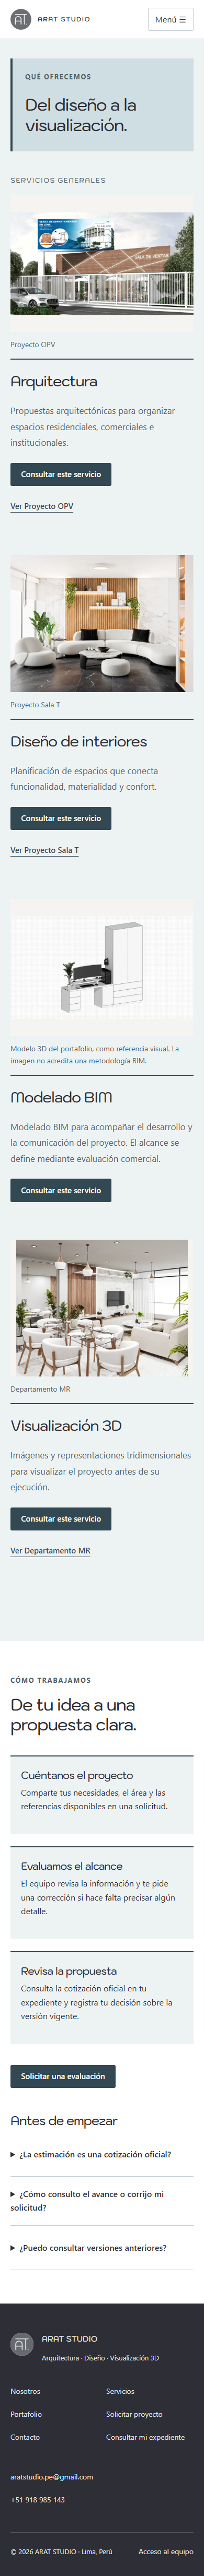 ARAT STUDIO
Menú ☰
QUÉ OFRECEMOS
Del diseño a la
visualización.
SERVICIOS GENERALES
SALA DE VENTAS
Proyecto OPV
Arquitectura
Propuestas arquitectónicas para organizar
espacios residenciales, comerciales e
institucionales.
Consultar este servicio
Ver Proyecto OPV
Proyecto Sala T
Diseño de interiores
Planificación de espacios que conecta
funcionalidad, materialidad y confort.
Consultar este servicio
Ver Proyecto Sala T
Modelo 3D del portafolio, como referencia visual. La
imagen no acredita una metodología BIM.
Modelado BIM
Modelado BIM para acompañar el desarrollo y
la comunicación del proyecto. El alcance se
define mediante evaluación comercial.
Consultar este servicio
Departamento MR
Visualización 3D
Imágenes y representaciones tridimensionales
para visualizar el proyecto antes de su
ejecución.
Consultar este servicio
Ver Departamento MR
CÓMO TRABAJAMOS
De tu idea a una
propuesta clara.
Cuéntanos el proyecto
Comparte tus necesidades, el área y las
referencias disponibles en una solicitud.
Evaluamos el alcance
El equipo revisa la información y te pide
una corrección si hace falta precisar algún
detalle.
Revisa la propuesta
Consulta la cotización oficial en tu
expediente y registra tu decisión sobre la
versión vigente.
Solicitar una evaluación
Antes de empezar
¿La estimación es una cotización oficial?
¿Cómo consulto el avance o corrijo mi
solicitud?
¿Puedo consultar versiones anteriores?
ARAT STUDIO
Arquitectura · Diseño · Visualización 3D
Nosotros
Servicios
Portafolio
Solicitar proyecto
Contacto
Consultar mi expediente
aratstudio.pe@gmail.com
+51 918 985 143
© 2026 ARAT STUDIO · Lima, Perú
Acceso al equipo